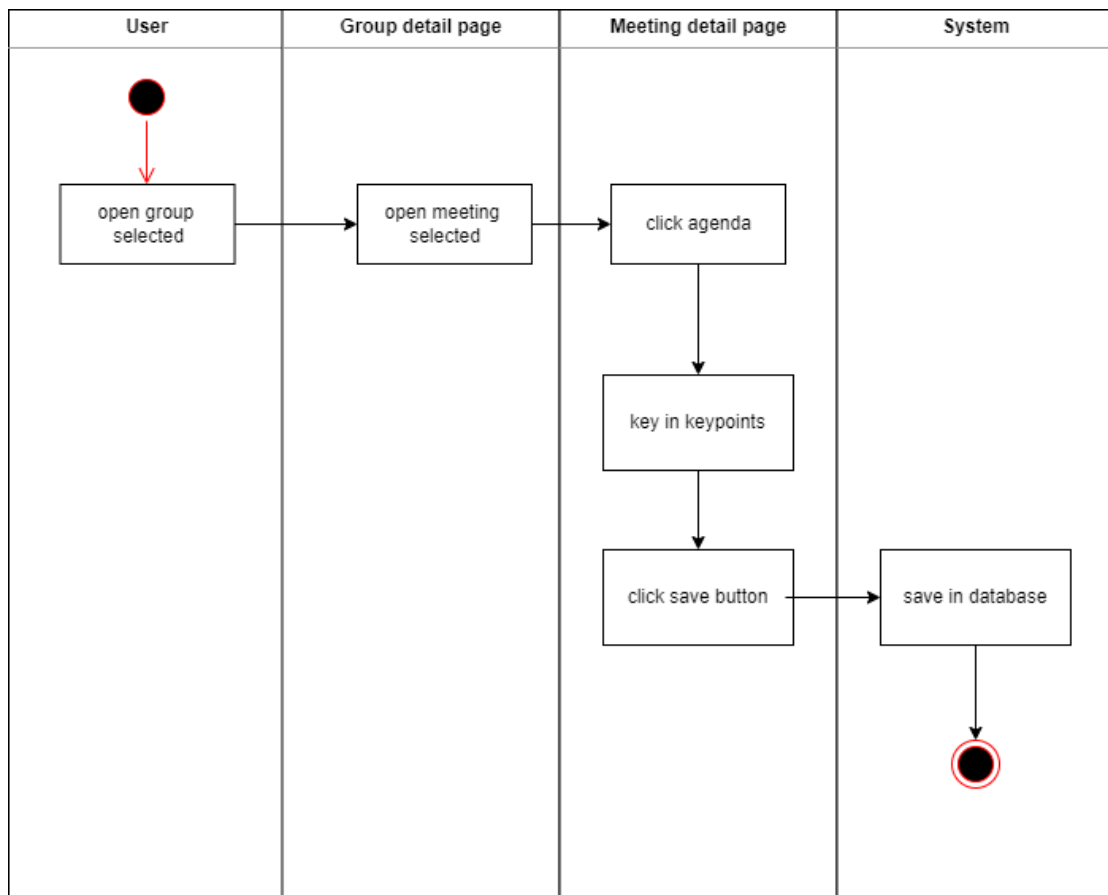 User
Group detail page
Meeting detail page
System
open group
selected
open meeting
selected
click agenda
key in keypoints
click save button
save in database